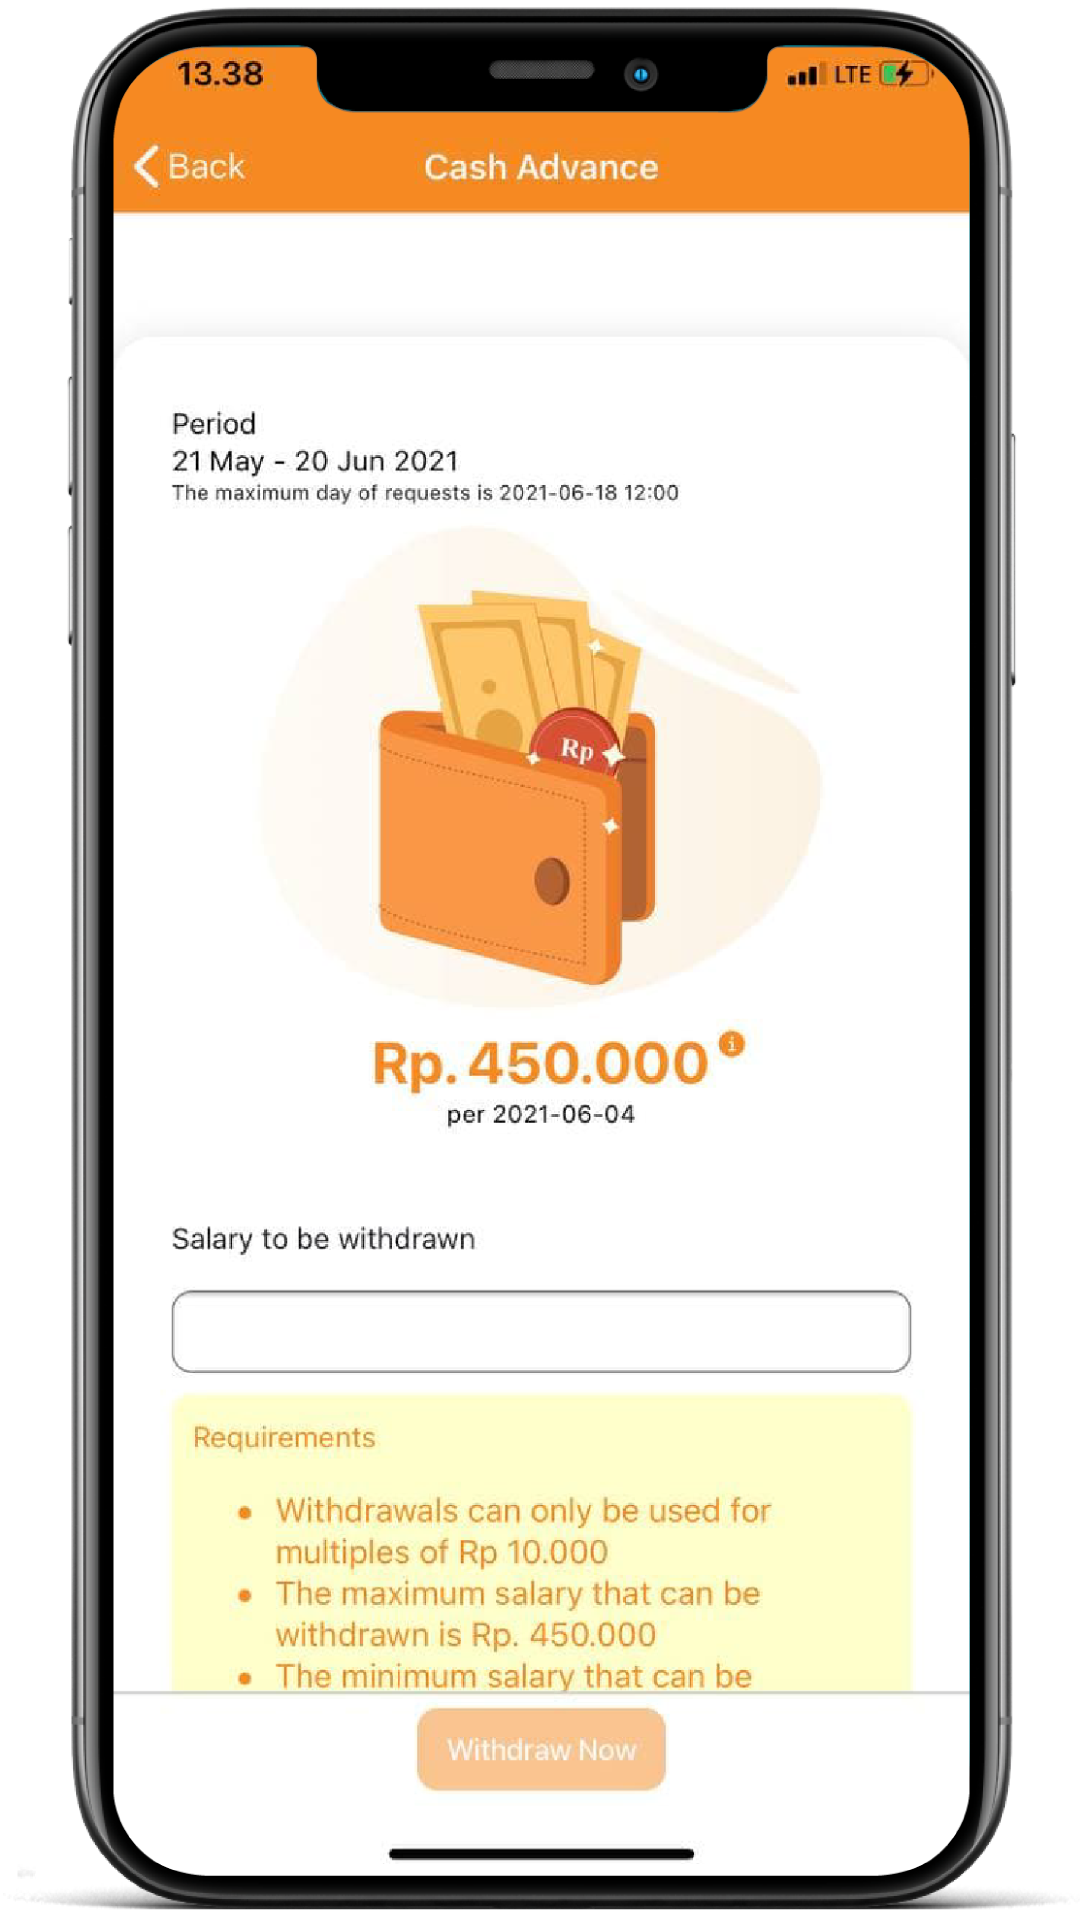 13.38
LTE
Back
Cash Advance
Period
21 May - 20 Jun 2021
The maximum day of requests is 2021-06-18 12:00
Rp
Rp. 450.000
per 2021-06-04
Salary to be withdrawn
Requirements
• Withdrawals can only be used for
multiples of Rp 10.000
• The maximum salary that can be
withdrawn is Rp. 450.000
• The minimum salary that can be
Withdraw Now